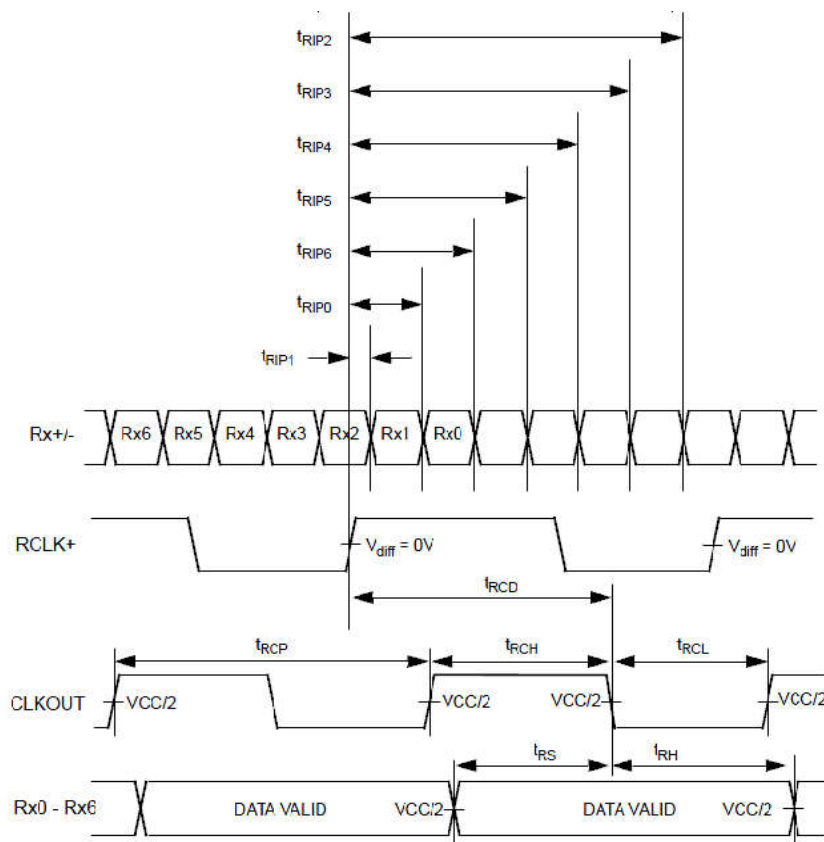 tRIP2
tRIP3
tRIP4
tRIP5
tRIP6
tRIP0
tRIP1
Rx+/- Rx6 Rx5 Rx4 Rx3 Rx2 Rx1 Rx0
RCLK+ Vdiff = 0V Vdiff = 0V
tRCD
tRCP tRCH tRCL
CLKOUT VCC/2 VCC/2 VCC/2 VCC/2
tRS tRH
Rx0 - Rx6 DATA VALID VCC/2 DATA VALID VCC/2